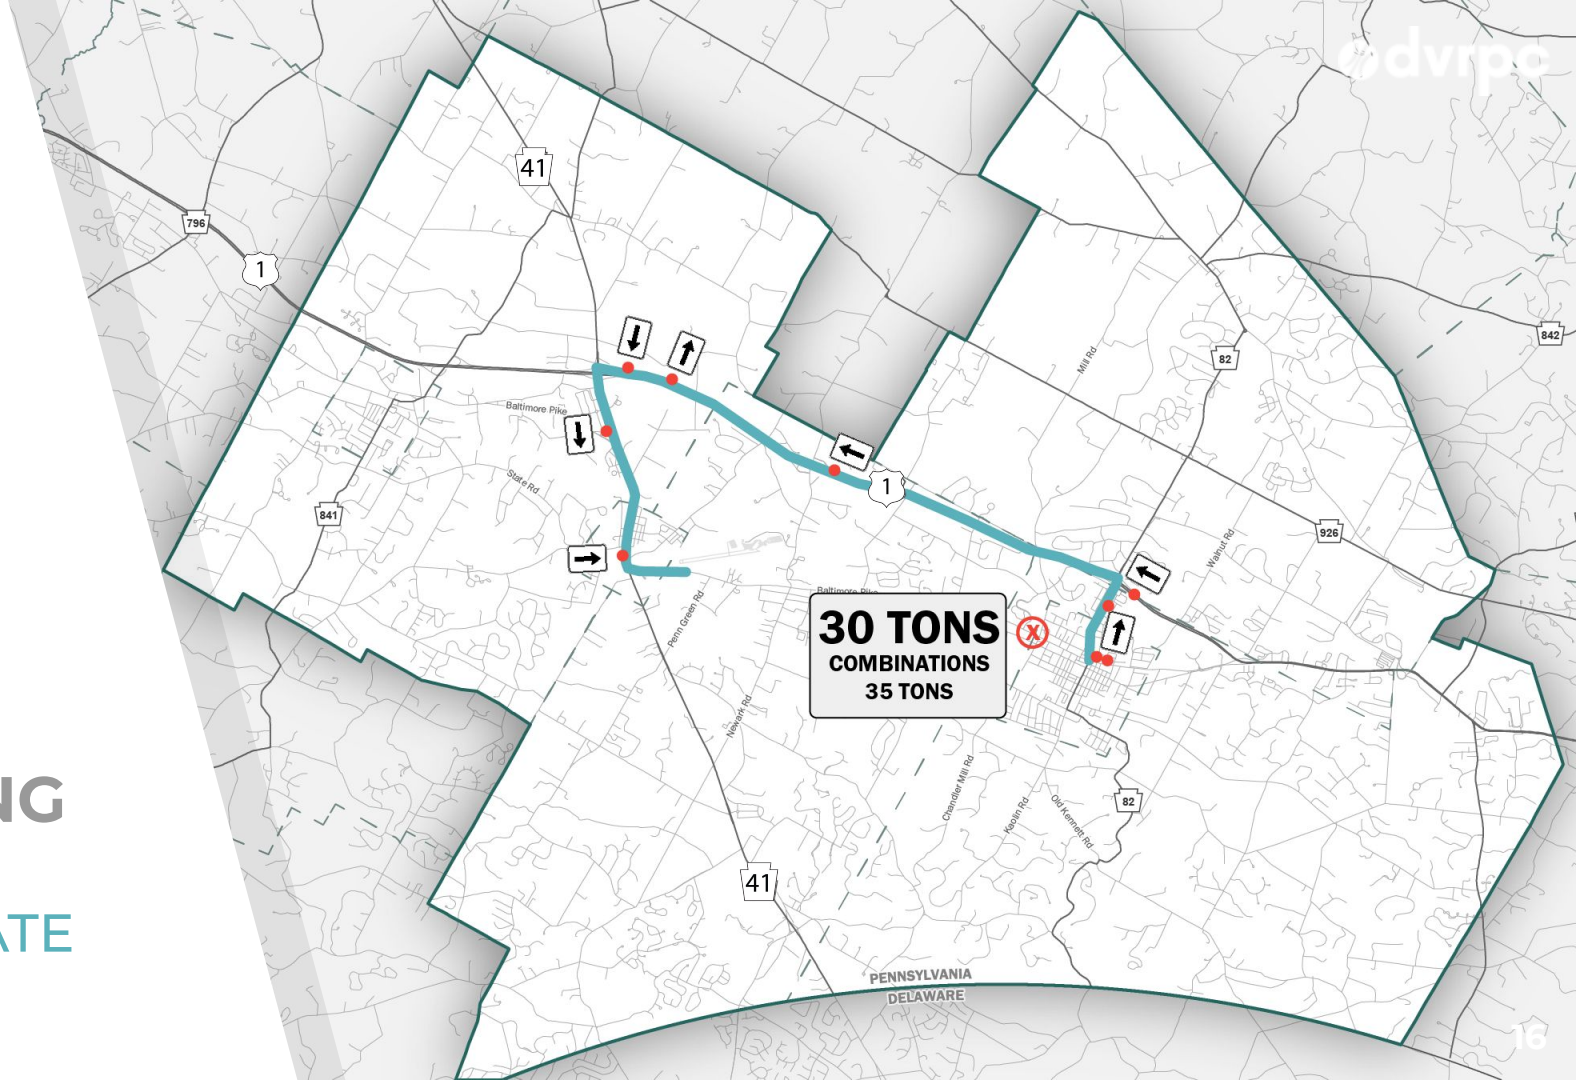 dvrpc
41
796
1
842
82
Mill Rd
Baltimore Pike
State Rd
1
841
926
Walnut Rd
Baltimore Pike
30 TONS
COMBINATIONS
35 TONS
X
Penn Green Rd
Newark Rd
Chandler Mill Rd
Kaolin Rd
Old Kennett Rd
82
NG
41
ATE
PENNSYLVANIA
DELAWARE
16